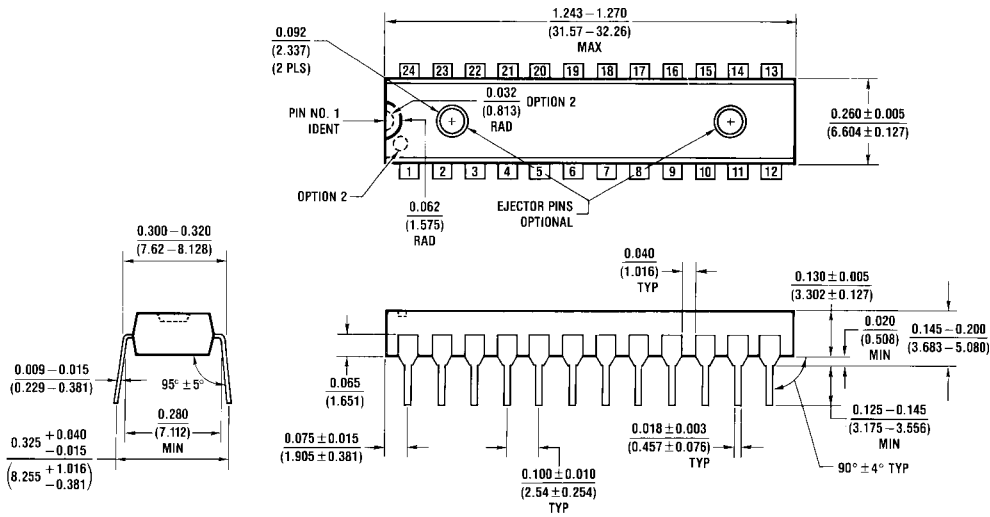 1.243 – 1.270
(31.57 – 32.26)
MAX
0.092
(2.337)
(2 PLS)
24 23 22 21 20 19 18 17 16 15 14 13
0.032
(0.813)
RAD
OPTION 2
PIN NO. 1
IDENT
0.260 ± 0.005
(6.604 ± 0.127)
1 2 3 4 5 6 7 8 9 10 11 12
OPTION 2
0.062
(1.575)
RAD
EJECTOR PINS
OPTIONAL
0.300 – 0.320
(7.62 – 8.128)
0.040
(1.016)
TYP
0.130 ± 0.005
(3.302 ± 0.127)
0.020
(0.508)
MIN
0.145 – 0.200
(3.683 – 5.080)
0.009 – 0.015
(0.229 – 0.381)
95° ± 5°
0.065
(1.651)
0.280
(7.112)
MIN
0.125 – 0.145
(3.175 – 3.556)
MIN
0.325 +0.040 –0.015
(8.255 +1.016 –0.381)
0.075 ± 0.015
(1.905 ± 0.381)
0.018 ± 0.003
(0.457 ± 0.076)
TYP
0.100 ± 0.010
(2.54 ± 0.254)
TYP
90° ± 4° TYP